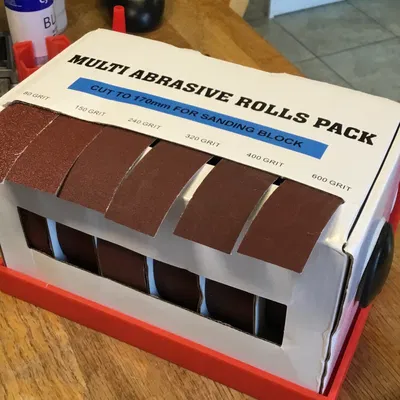 BU
MULTI ABRASIVE ROLLS PACK
CUT TO 170mm FOR SANDING BLOCK
80 GRIT
150 GRIT
240 GRIT
320 GRIT
400 GRIT
600 GRIT